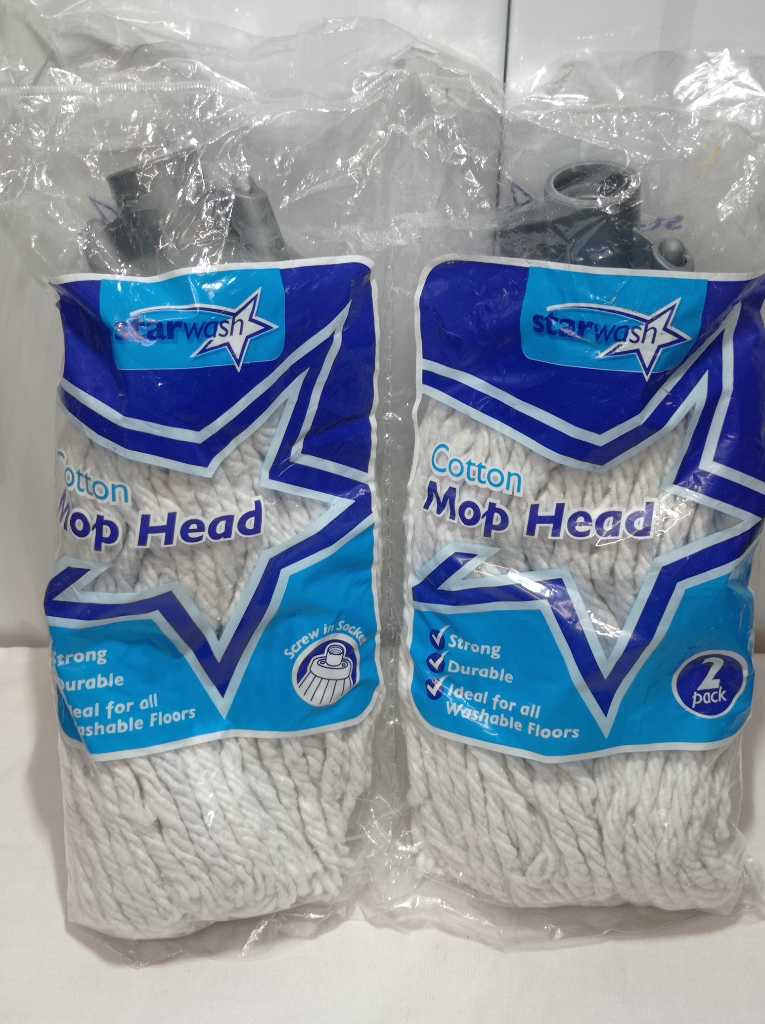 starwash
Cotton
Mop Head
Strong
Durable
Ideal for all
Washable Floors
Screw in Socket
starwash
Cotton
Mop Head
Strong
Durable
Ideal for all
Washable Floors
2
pack